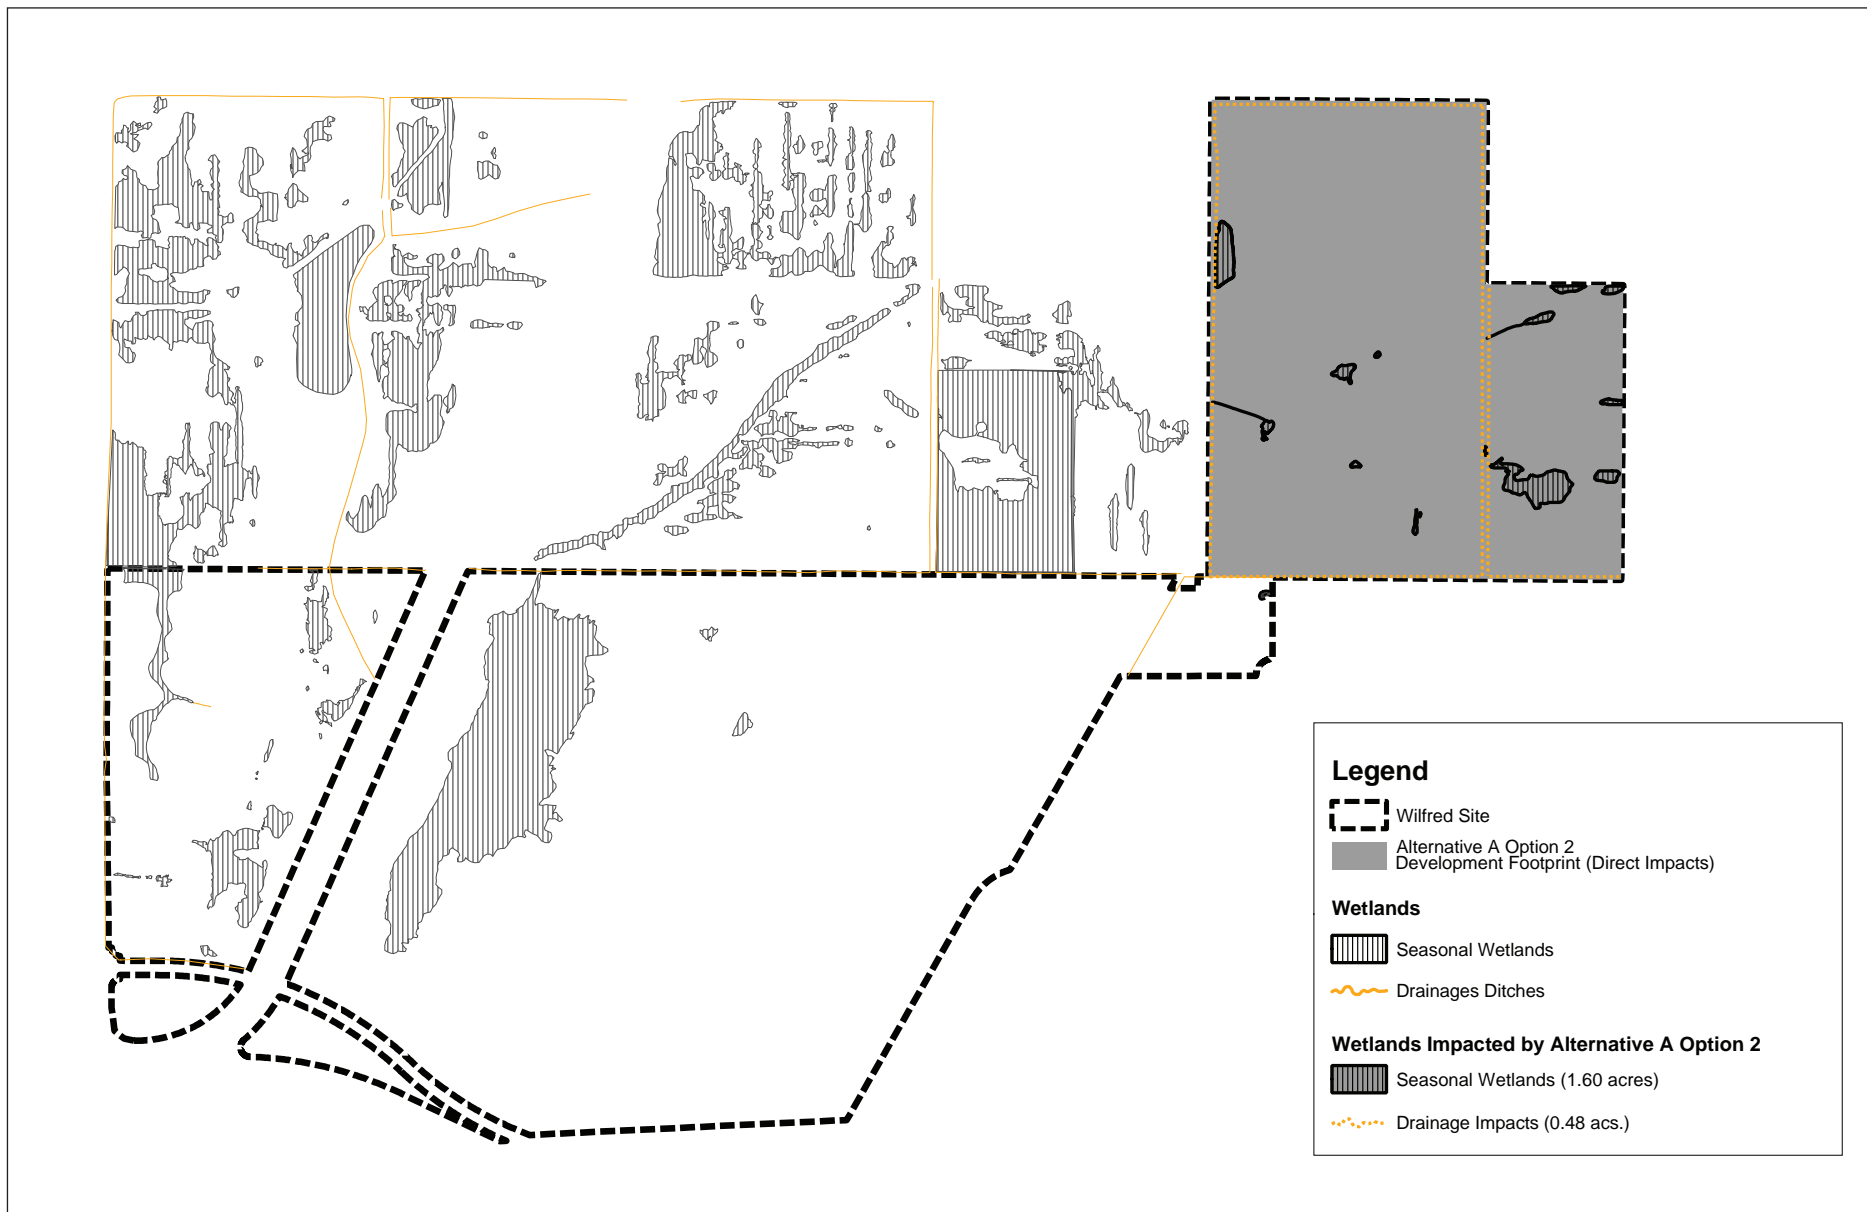 Legend
Wilfred Site
Alternative A Option 2
Development Footprint (Direct Impacts)
Wetlands
Seasonal Wetlands
Drainages Ditches
Wetlands Impacted by Alternative A Option 2
Seasonal Wetlands (1.60 acres)
Drainage Impacts (0.48 acs.)